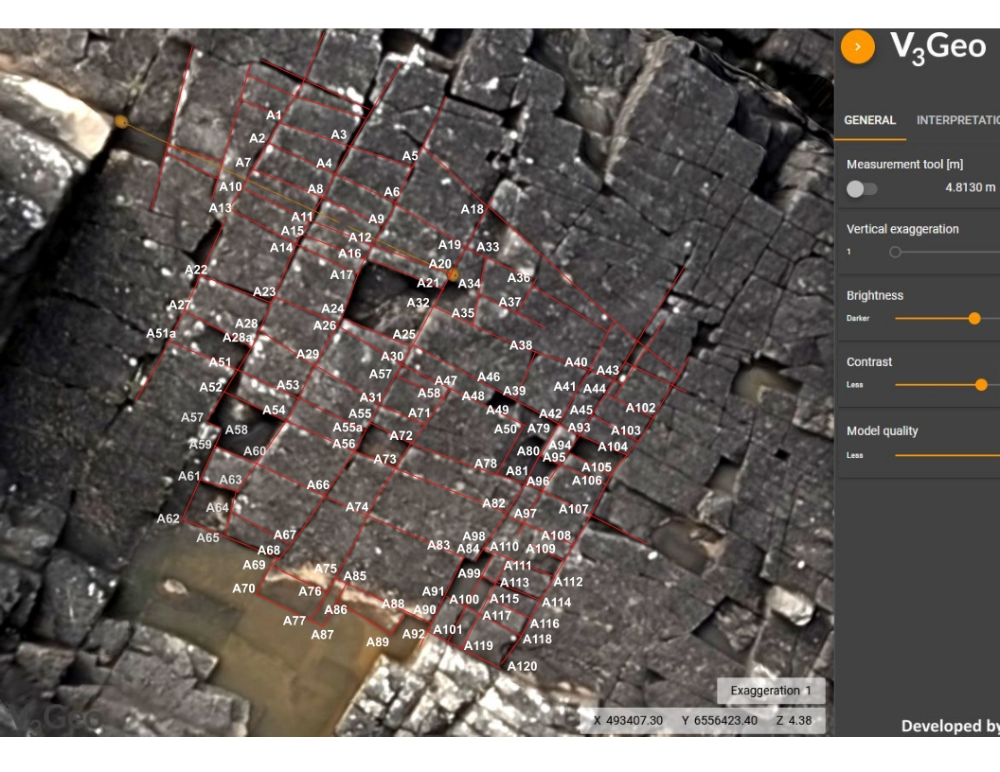 V3Geo
GENERAL INTERPRETATIO
Measurement tool [m]
4.8130 m
Vertical exaggeration
1
Brightness
Darker
Contrast
Less
Model quality
Less
A1
A2
A3
A7
A4
A5
A10
A8
A6
A13
A11
A9
A18
A15
A12
A14
A16
A19
A33
A17
A20
A22
A21
A34
A36
A23
A32
A37
A27
A24
A35
A28
A26
A51a
A28a
A25
A38
A51
A29
A30
A40
A43
A57
A46
A52
A53
A47
A39
A41
A44
A31
A58
A48
A54
A55
A71
A49
A42
A45
A102
A57
A55a
A50
A79
A93
A103
A58
A56
A72
A94
A104
A59
A60
A73
A80
A95
A61
A63
A78
A81
A105
A66
A96
A106
A64
A74
A82
A97
A107
A62
A65
A67
A98
A108
A68
A83
A84
A110
A109
A69
A75
A85
A99
A111
A112
A70
A76
A91
A113
A86
A88
A90
A100
A115
A114
A77
A117
A116
A87
A89
A92
A101
A119
A118
A120
Exaggeration 1
X 493407.30 Y 6556423.40 Z 4.38
V3Geo
Developed by